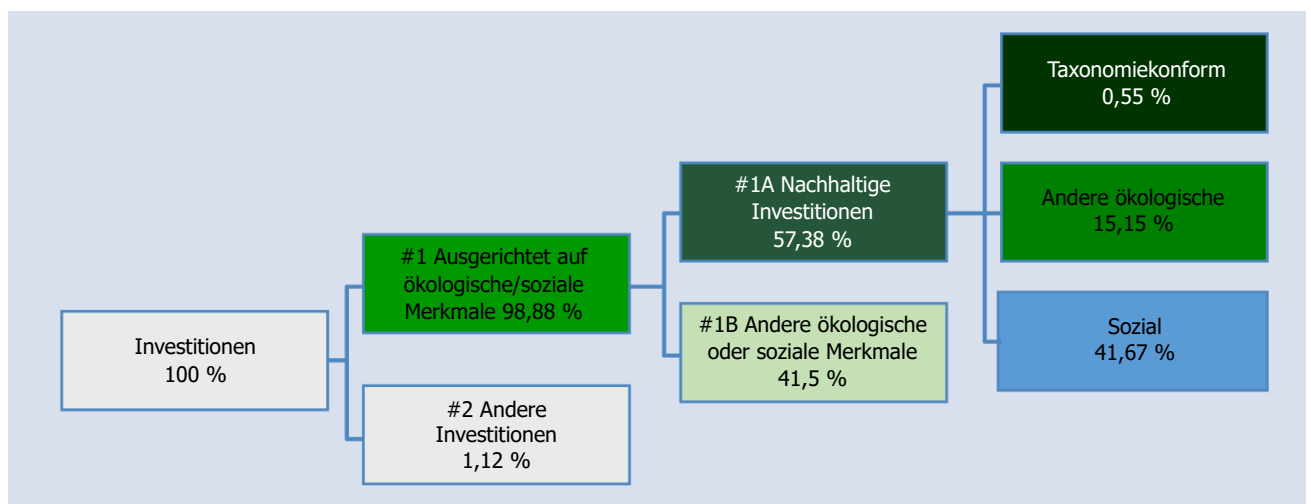 Investitionen
100 %
#1 Ausgerichtet auf
ökologische/soziale
Merkmale 98,88 %
#2 Andere
Investitionen
1,12 %
#1A Nachhaltige
Investitionen
57,38 %
#1B Andere ökologische
oder soziale Merkmale
41,5 %
Taxonomiekonform
0,55 %
Andere ökologische
15,15 %
Sozial
41,67 %